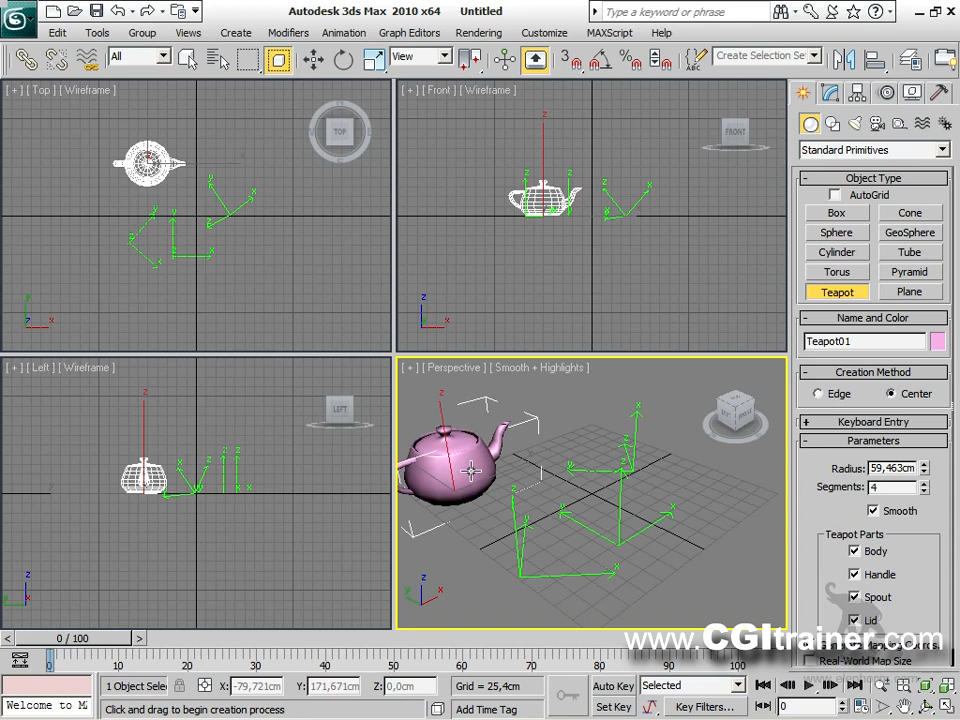 Autodesk 3ds Max 2010 x64 Untitled
Type a keyword or phrase
Edit Tools Group Views Create Modifiers Animation Graph Editors Rendering Customize MAXScript Help
All View Create Selection Se
[ + ] [ Top ] [ Wireframe ]
TOP
[ + ] [ Front ] [ Wireframe ]
FRONT
[ + ] [ Left ] [ Wireframe ]
LEFT
[ + ] [ Perspective ] [ Smooth + Highlights ]
Standard Primitives
Object Type
AutoGrid
Box Cone
Sphere GeoSphere
Cylinder Tube
Torus Pyramid
Teapot Plane
Name and Color
Teapot01
Creation Method
Edge Center
Keyboard Entry
Parameters
Radius: 59,463cm
Segments: 4
Smooth
Teapot Parts
Body
Handle
Spout
Lid
www.CGItrainer.com
Real-World Map Size
0 / 100
0 10 20 30 40 50 60 70 80 90 100
1 Object Sele X: -79,721cm Y: 171,671cm Z: 0,0cm Grid = 25,4cm Auto Key Selected
Welcome to M Click and drag to begin creation process Add Time Tag Set Key Key Filters... 0